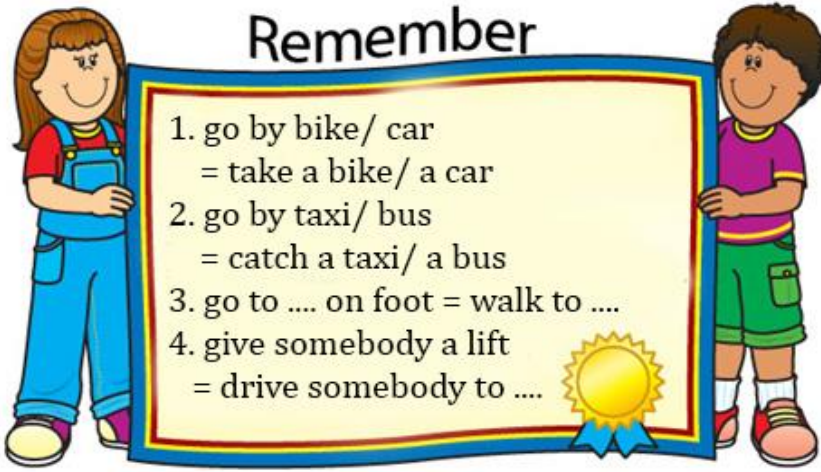 Remember
1. go by bike/ car
= take a bike/ a car
2. go by taxi/ bus
= catch a taxi/ a bus
3. go to .... on foot = walk to ....
4. give somebody a lift
= drive somebody to ....